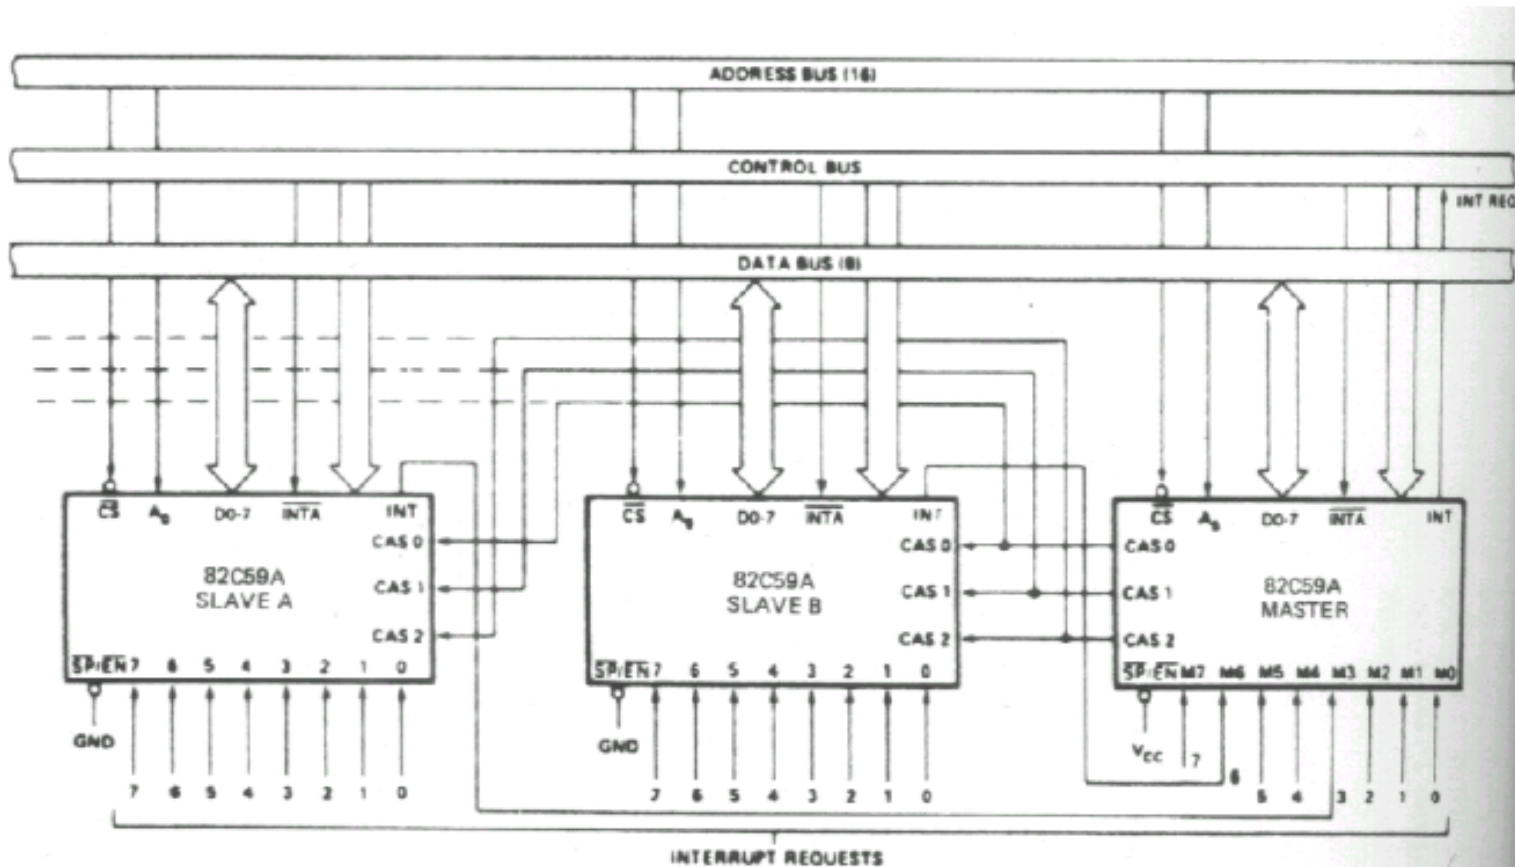 ADDRESS BUS (16)
CONTROL BUS
INT REQ
DATA BUS (8)
CS A0 D0-7 INTA INT
CAS 0
82C59A
SLAVE A
CAS 1
CAS 2
SP/EN 7 6 5 4 3 2 1 0
GND
7 6 5 4 3 2 1 0
CS A0 D0-7 INTA INT
CAS 0
82C59A
SLAVE B
CAS 1
CAS 2
SP/EN 7 6 5 4 3 2 1 0
GND
7 6 5 4 3 2 1 0
CS A0 D0-7 INTA INT
CAS 0
82C59A
MASTER
CAS 1
CAS 2
SP/EN M7 M6 M5 M4 M3 M2 M1 M0
VCC
7 6 5 4 3 2 1 0
INTERRUPT REQUESTS